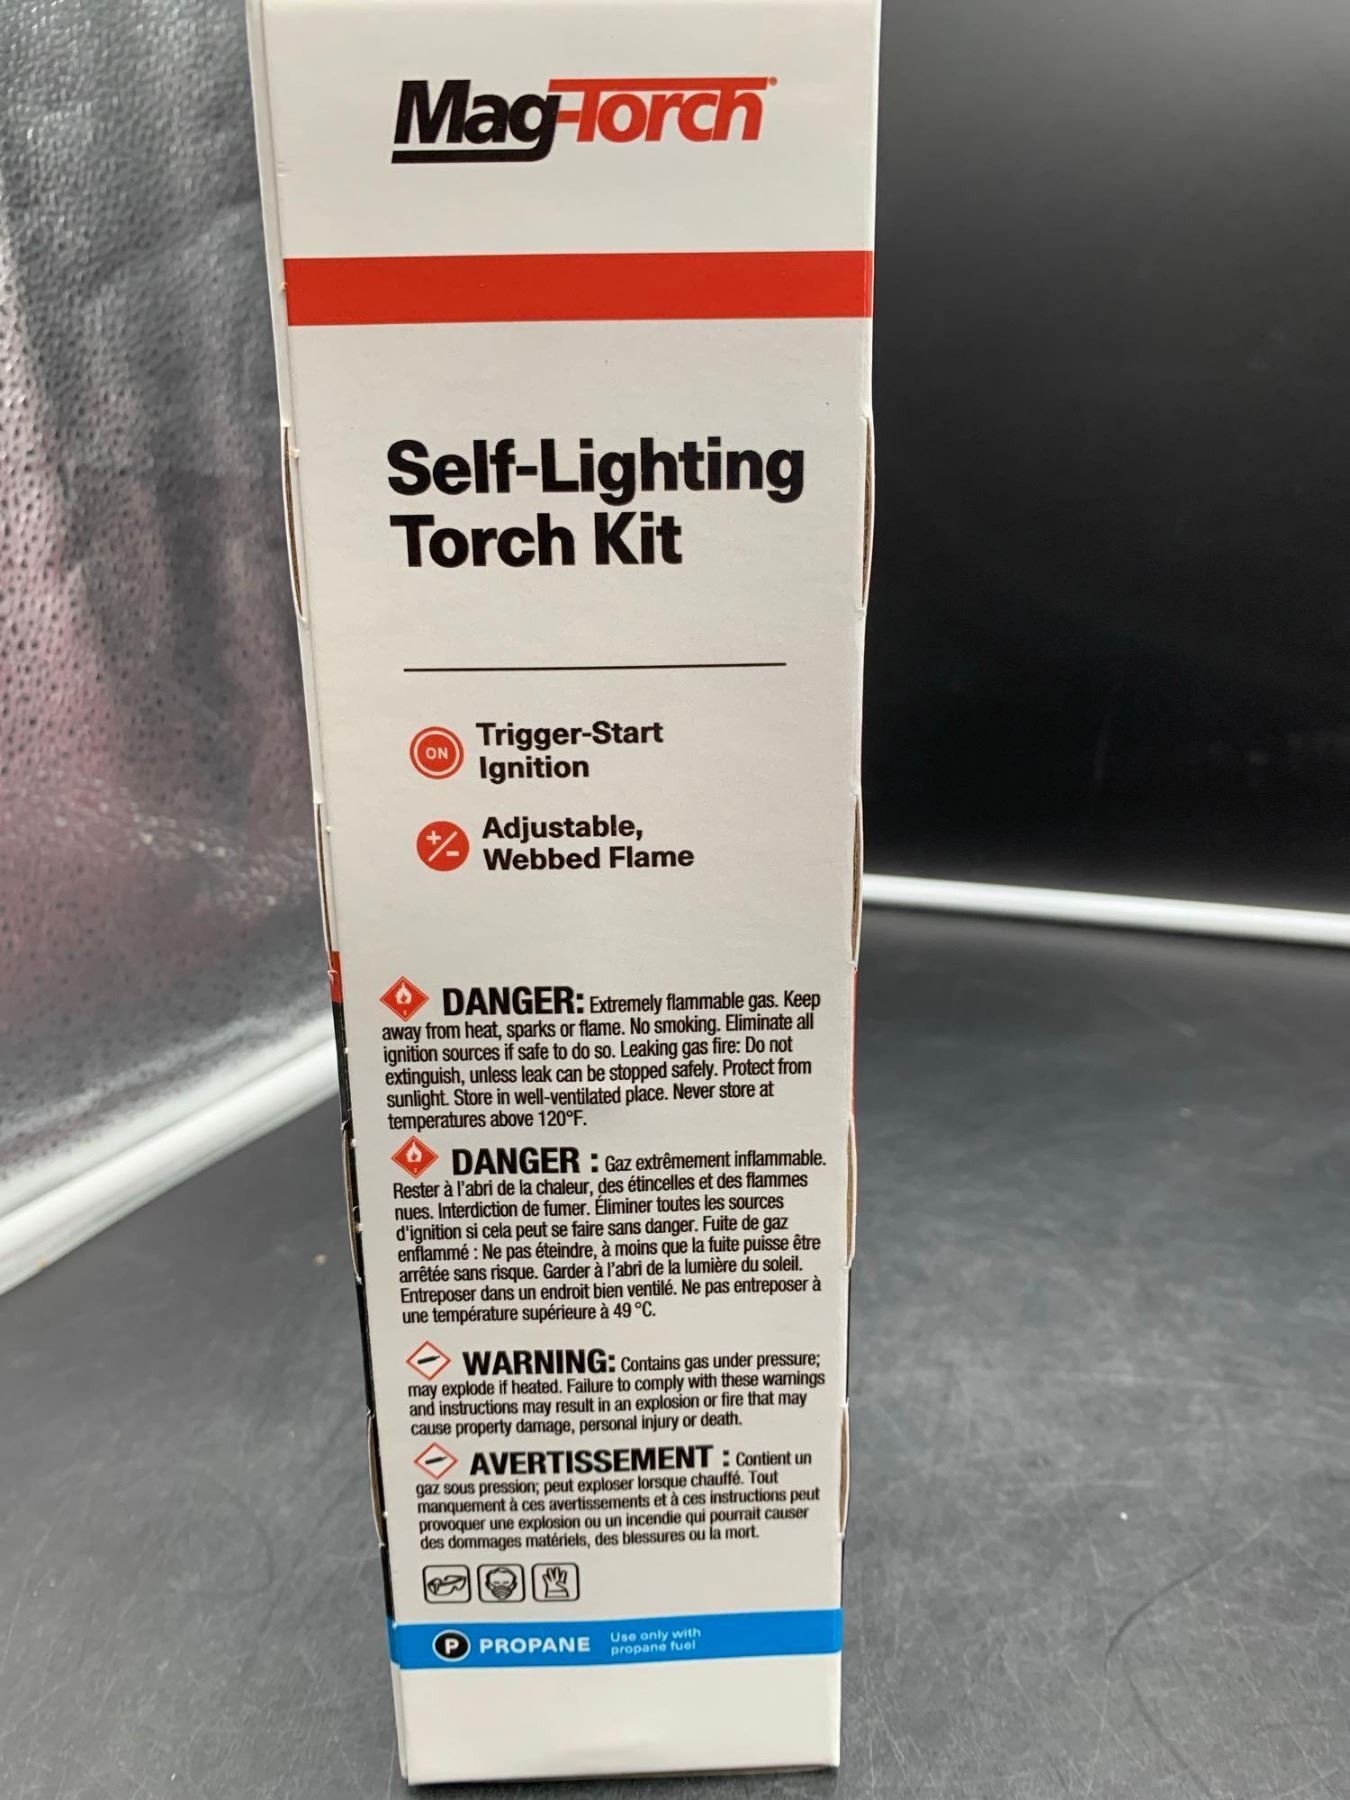 Mag-Torch®
Self-Lighting
Torch Kit
ON
Trigger-Start
Ignition
+/-
Adjustable,
Webbed Flame
DANGER: Extremely flammable gas. Keep
away from heat, sparks or flame. No smoking. Eliminate all
ignition sources if safe to do so. Leaking gas fire: Do not
extinguish, unless leak can be stopped safely. Protect from
sunlight. Store in well-ventilated place. Never store at
temperatures above 120°F.
DANGER : Gaz extrêmement inflammable.
Rester à l'abri de la chaleur, des étincelles et des flammes
nues. Interdiction de fumer. Éliminer toutes les sources
d'ignition si cela peut se faire sans danger. Fuite de gaz
enflammé : Ne pas éteindre, à moins que la fuite puisse être
arrêtée sans risque. Garder à l'abri de la lumière du soleil.
Entreposer dans un endroit bien ventilé. Ne pas entreposer à
une température supérieure à 49 °C.
WARNING: Contains gas under pressure;
may explode if heated. Failure to comply with these warnings
and instructions may result in an explosion or fire that may
cause property damage, personal injury or death.
AVERTISSEMENT : Contient un
gaz sous pression; peut exploser lorsque chauffé. Tout
manquement à ces avertissements et à ces instructions peut
provoquer une explosion ou un incendie qui pourrait causer
des dommages matériels, des blessures ou la mort.
P PROPANE Use only with
propane fuel